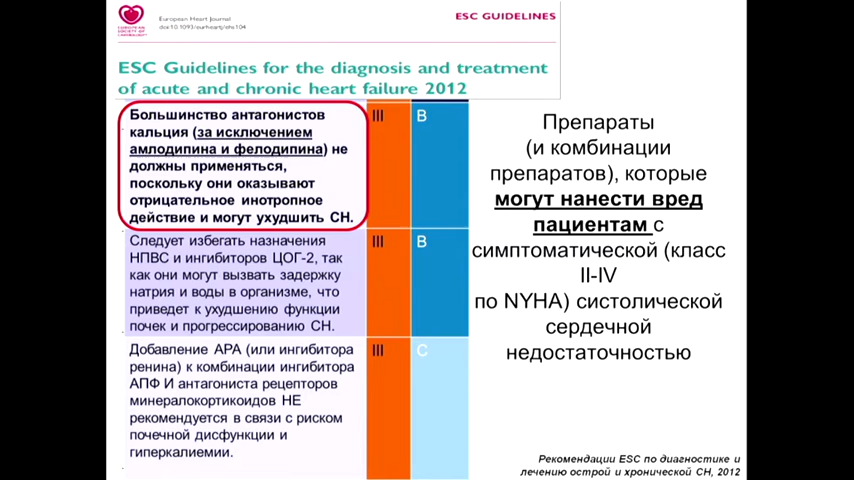 European Heart Journal
doi:10.1093/eurheartj/ehs104
ESC GUIDELINES
EUROPEAN
SOCIETY OF
CARDIOLOGY
ESC Guidelines for the diagnosis and treatment
of acute and chronic heart failure 2012
Большинство антагонистов
кальция (за исключением
амлодипина и фелодипина) не
должны применяться,
поскольку они оказывают
отрицательное инотропное
действие и могут ухудшить СН.
III
B
Следует избегать назначения
НПВС и ингибиторов ЦОГ-2, так
как они могут вызвать задержку
натрия и воды в организме, что
приведет к ухудшению функции
почек и прогрессированию СН.
III
B
Добавление АРА (или ингибитора
ренина) к комбинации ингибитора
АПФ И антагониста рецепторов
минералокортикоидов НЕ
рекомендуется в связи с риском
почечной дисфункции и
гиперкалиемии.
III
C
Препараты
(и комбинации
препаратов), которые
могут нанести вред
пациентам с
симптоматической (класс
II-IV
по NYHA) систолической
сердечной
недостаточностью
Рекомендации ESC по диагностике и
лечению острой и хронической СН, 2012